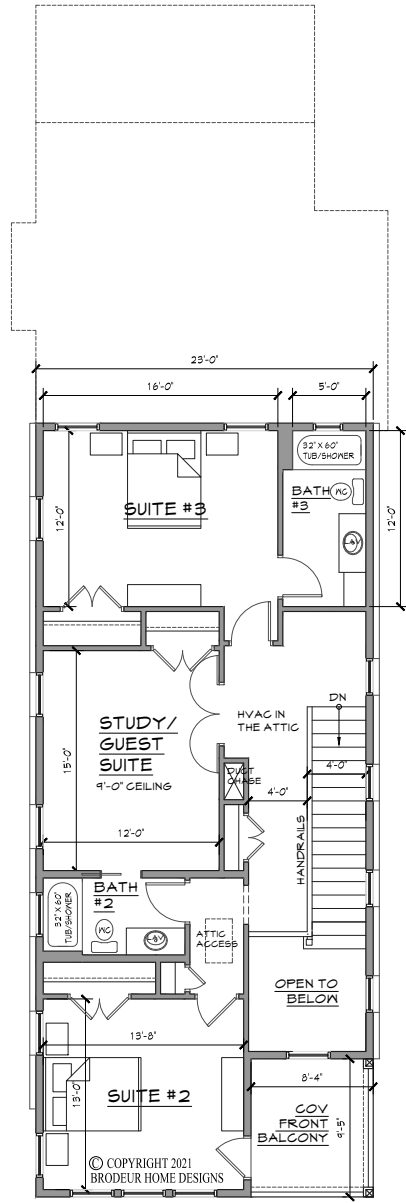 23'-0"
16'-0"
5'-0"
32" X 60"
TUB/SHOWER
BATH
#3
WC
SUITE #3
12'-0"
12'-0"
STUDY/
GUEST
SUITE
9'-0" CEILING
15'-0"
12'-0"
HVAC IN
THE ATTIC
DN
4'-0"
DUCT
CHASE
4'-0"
HANDRAILS
BATH
#2
32" X 60"
TUB/SHOWER
WC
ATTIC
ACCESS
OPEN TO
BELOW
13'-8"
13'-0"
SUITE #2
8'-4"
COV
FRONT
BALCONY
9'-5"
© COPYRIGHT 2021
BRODEUR HOME DESIGNS